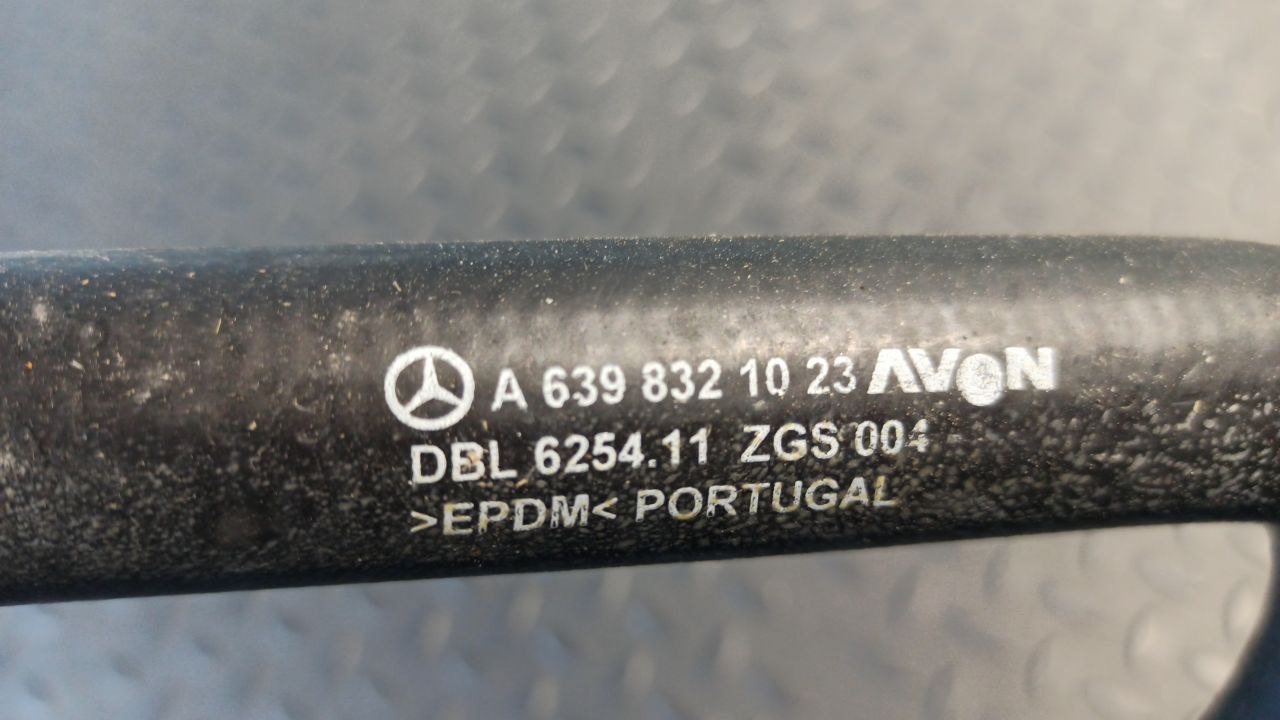 A 639 832 10 23 AVON
DBL 6254.11 ZGS 004
>EPDM< PORTUGAL